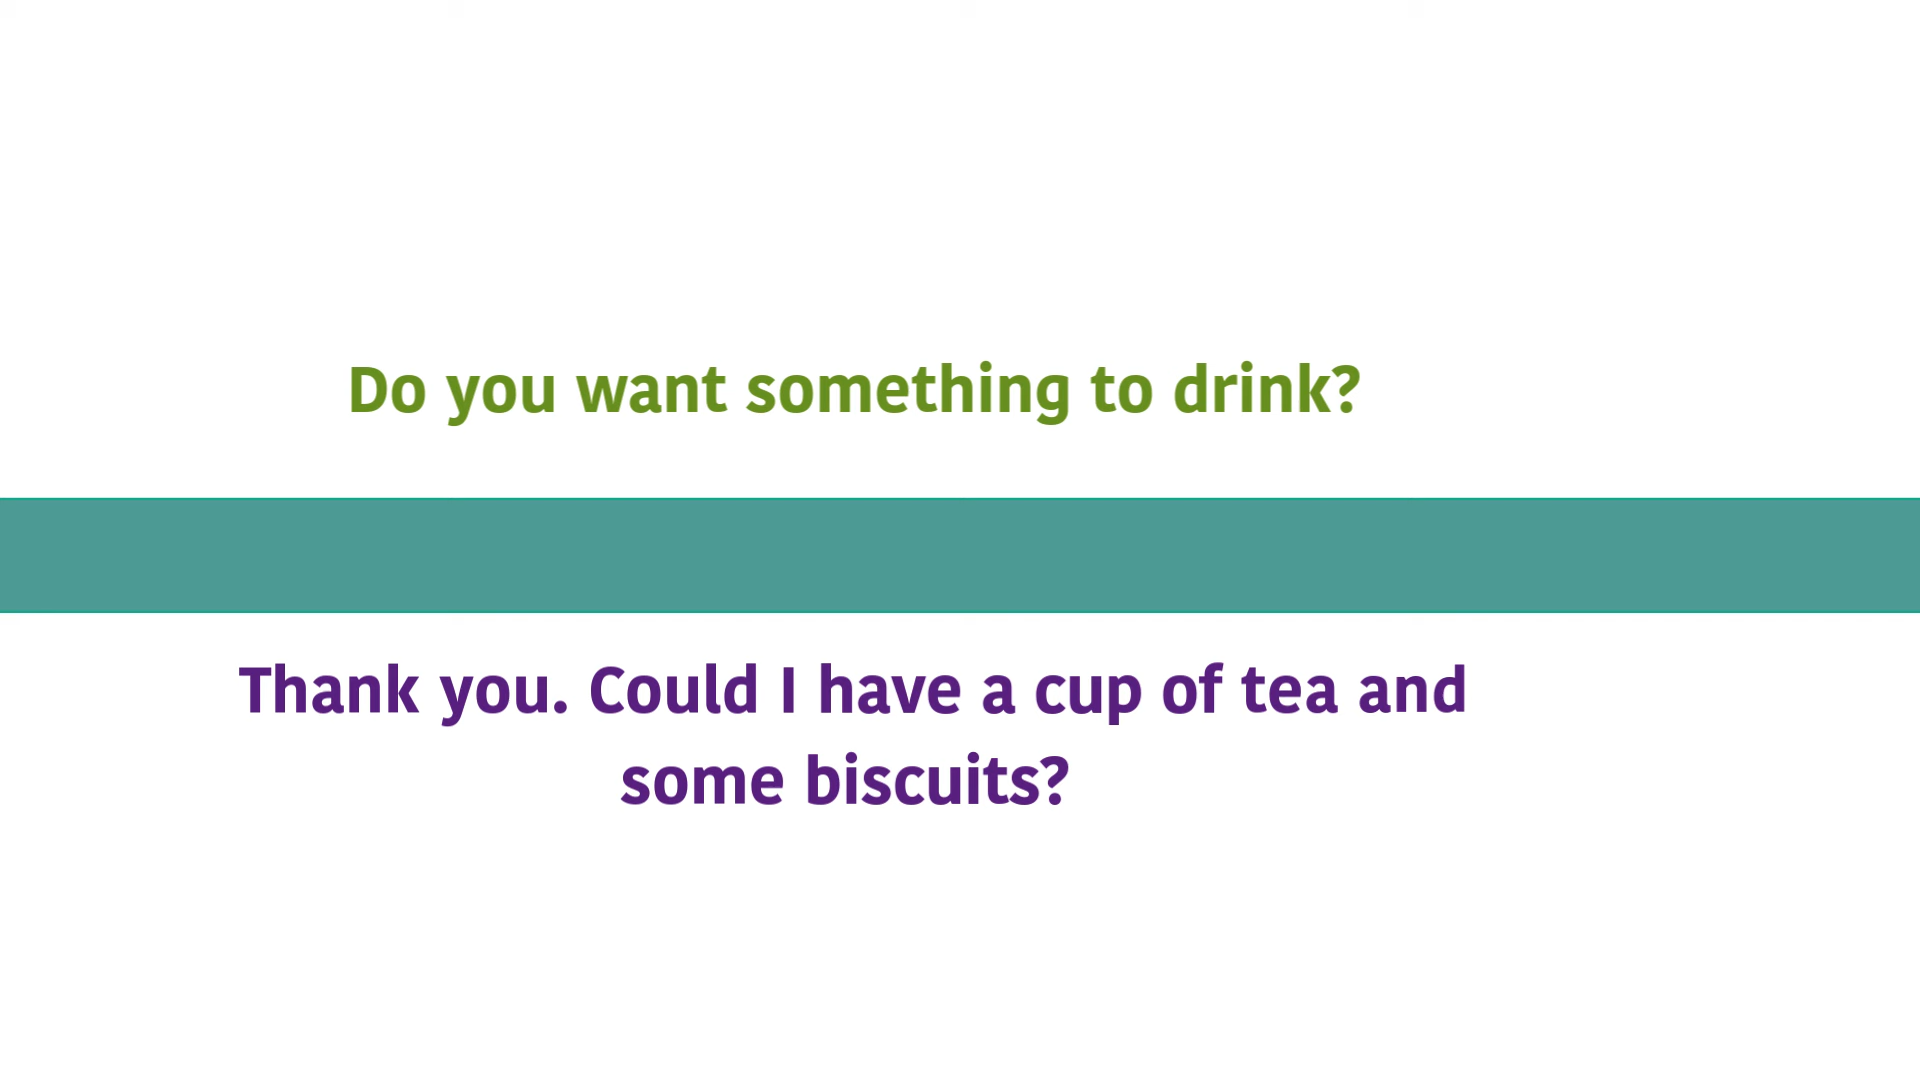 Do you want something to drink?
Thank you. Could I have a cup of tea and
some biscuits?